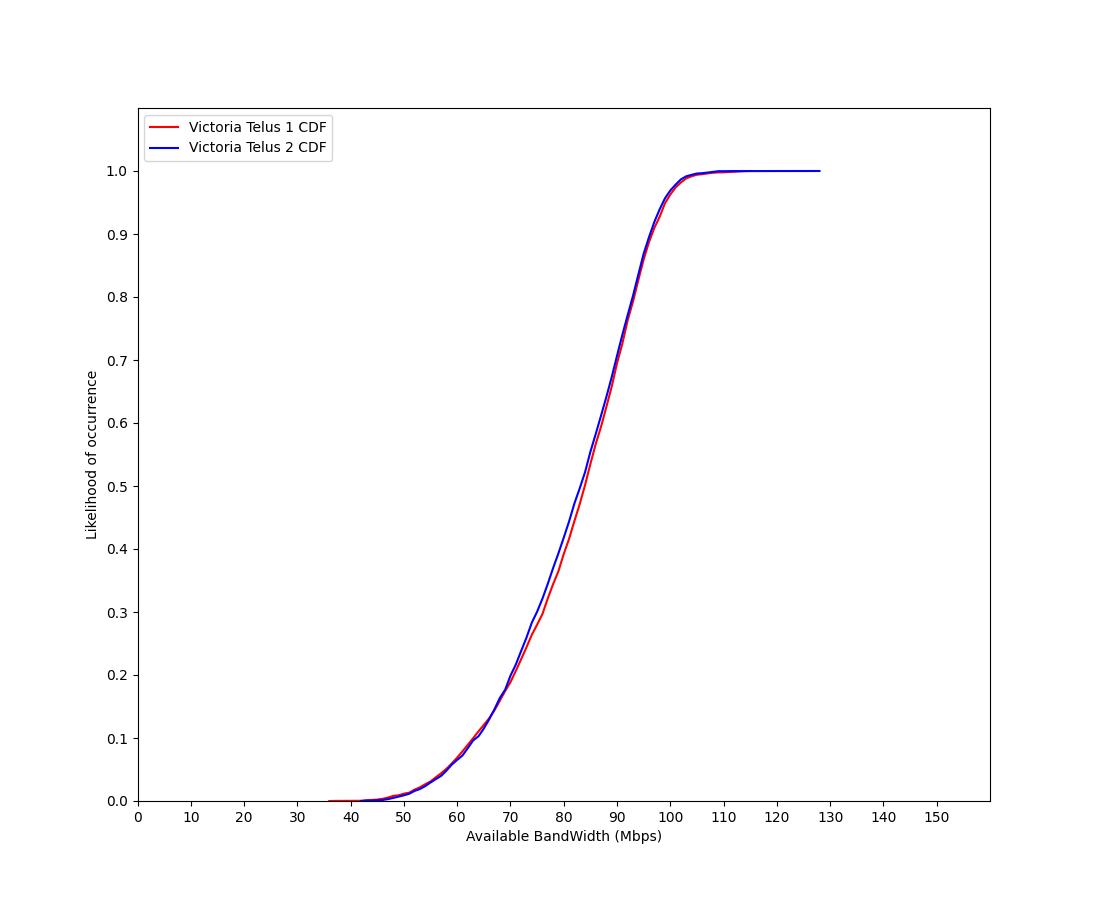 Victoria Telus 1 CDF
Victoria Telus 2 CDF
1.0
0.9
0.8
0.7
0.6
0.5
0.4
0.3
0.2
0.1
0.0
Likelihood of occurrence
0 10 20 30 40 50 60 70 80 90 100 110 120 130 140 150
Available BandWidth (Mbps)